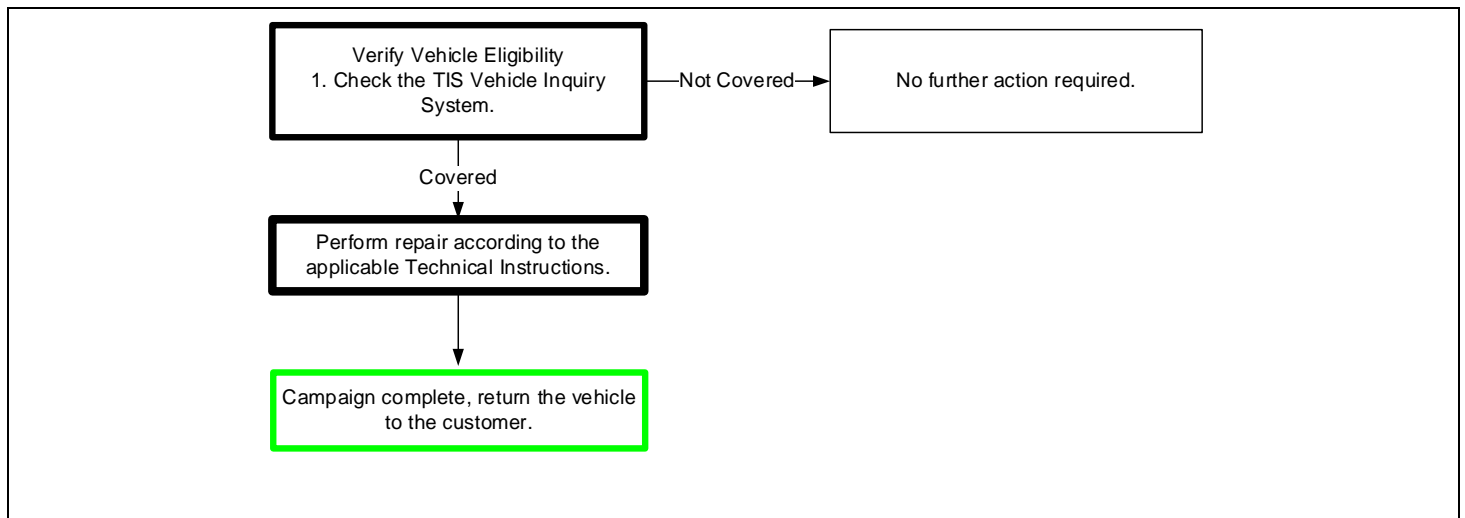 Verify Vehicle Eligibility
1. Check the TIS Vehicle Inquiry
System.
Not Covered
No further action required.
Covered
Perform repair according to the
applicable Technical Instructions.
Campaign complete, return the vehicle
to the customer.